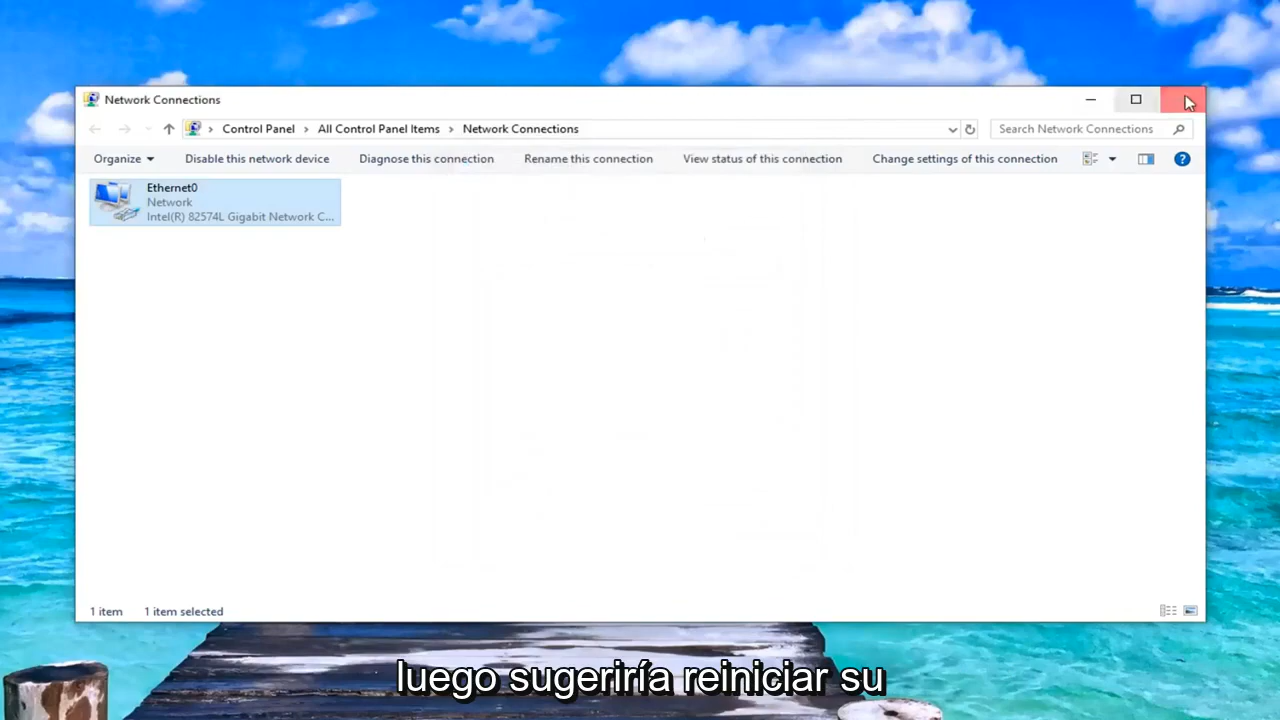 Network Connections
Control Panel > All Control Panel Items > Network Connections
Search Network Connections
Organize
Disable this network device
Diagnose this connection
Rename this connection
View status of this connection
Change settings of this connection
Ethernet0
Network
Intel(R) 82574L Gigabit Network C...
1 item
1 item selected
luego sugeriría reiniciar su